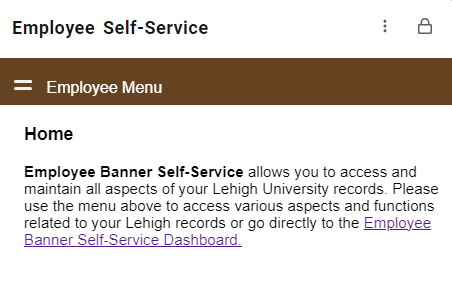 Employee Self-Service
Employee Menu
Home
Employee Banner Self-Service allows you to access and
maintain all aspects of your Lehigh University records. Please
use the menu above to access various aspects and functions
related to your Lehigh records or go directly to the Employee
Banner Self-Service Dashboard.